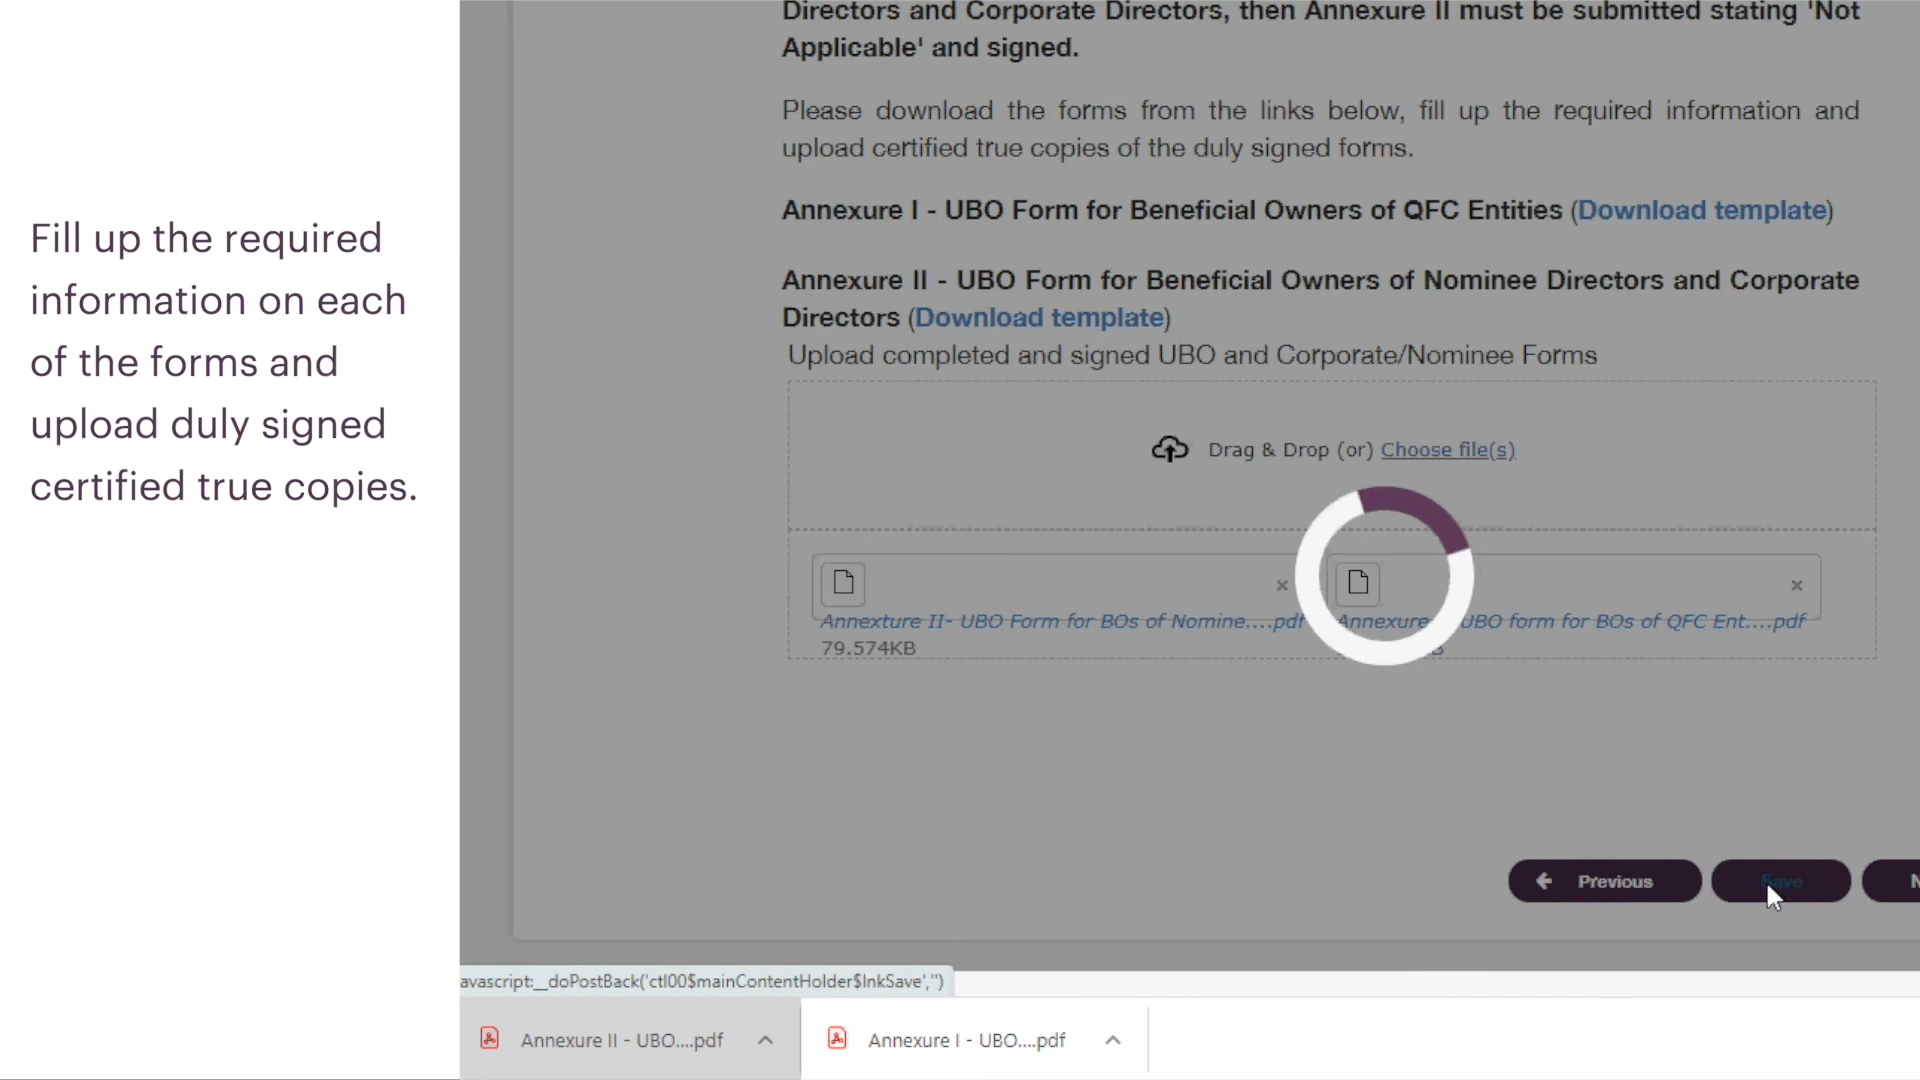 Fill up the required
information on each
of the forms and
upload duly signed
certified true copies.
Directors and Corporate Directors, then Annexure II must be submitted stating 'Not
Applicable' and signed.
Please download the forms from the links below, fill up the required information and
upload certified true copies of the duly signed forms.
Annexure I - UBO Form for Beneficial Owners of QFC Entities (Download template)
Annexure II - UBO Form for Beneficial Owners of Nominee Directors and Corporate
Directors (Download template)
Upload completed and signed UBO and Corporate/Nominee Forms
Drag & Drop (or) Choose file(s)
Annexture II- UBO Form for BOs of Nomine....pdf
79.574KB
Annexure UBO form for BOs of QFC Ent....pdf
Previous
Save
avascript:__doPostBack('ctl00$mainContentHolder$lnkSave','')
Annexure II - UBO....pdf
Annexure I - UBO....pdf